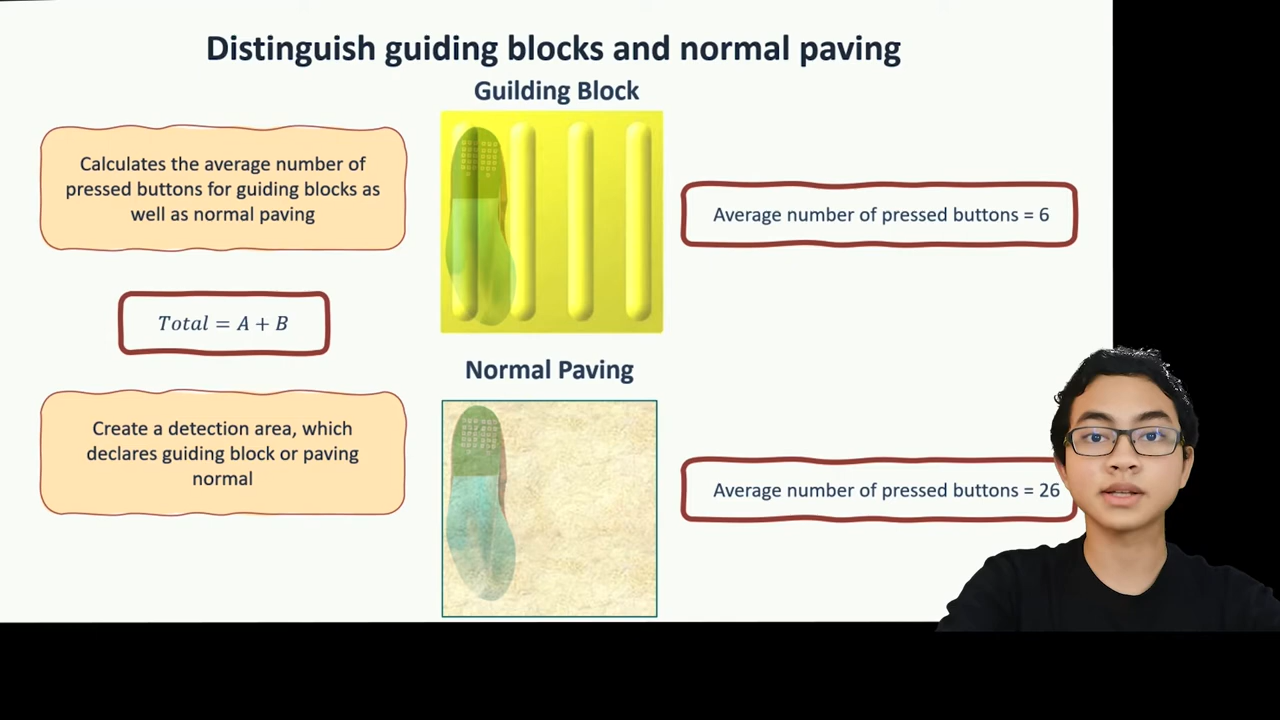 Distinguish guiding blocks and normal paving
Guilding Block
Calculates the average number of
pressed buttons for guiding blocks as
well as normal paving
Average number of pressed buttons = 6
Total = A + B
Normal Paving
Create a detection area, which
declares guiding block or paving
normal
Average number of pressed buttons = 26